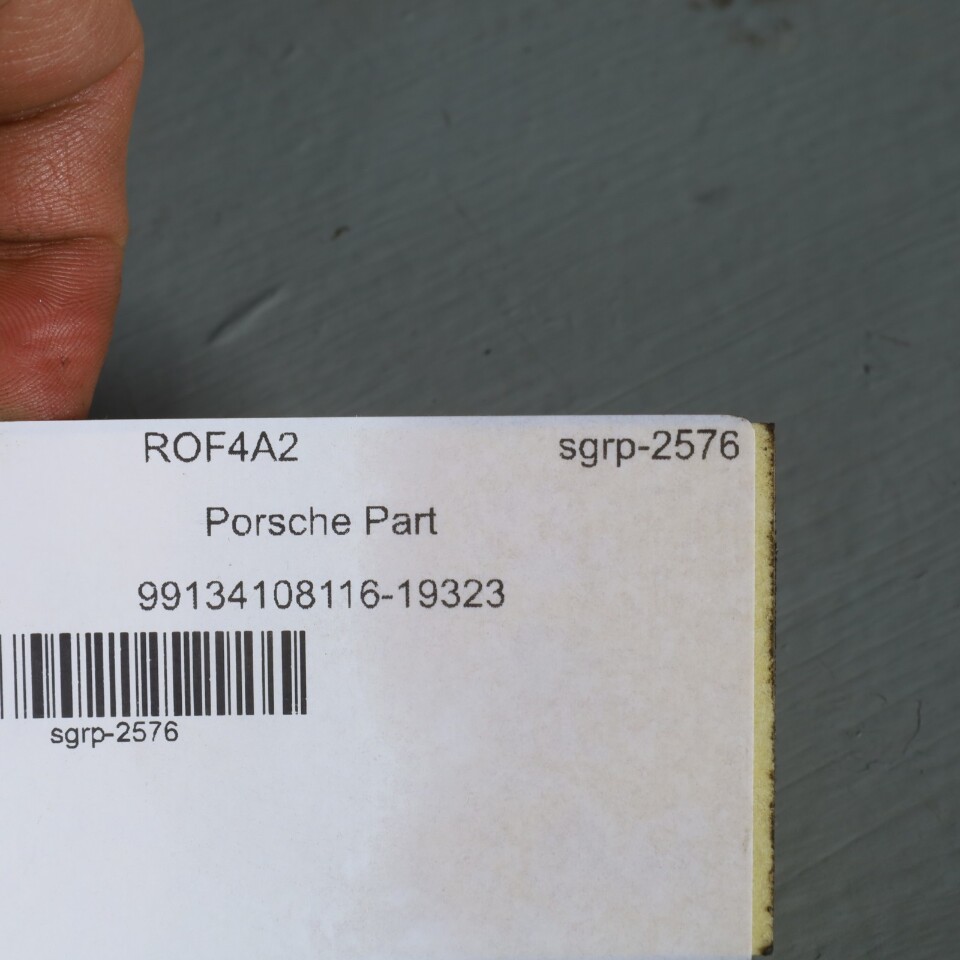 ROF4A2 sgrp-2576
Porsche Part
99134108116-19323
sgrp-2576